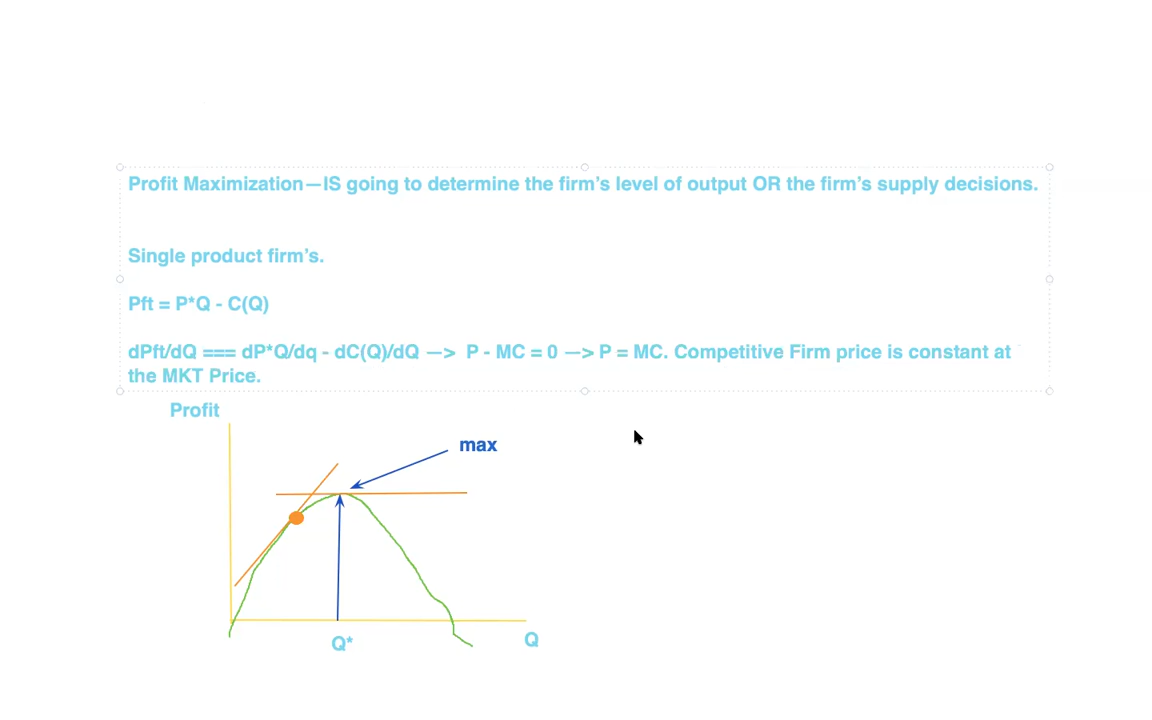 Profit Maximization—IS going to determine the firm's level of output OR the firm's supply decisions.
Single product firm's.
Pft = P*Q - C(Q)
dPft/dQ === dP*Q/dq - dC(Q)/dQ —> P - MC = 0 —> P = MC. Competitive Firm price is constant at
the MKT Price.
Profit
max
Q*
Q